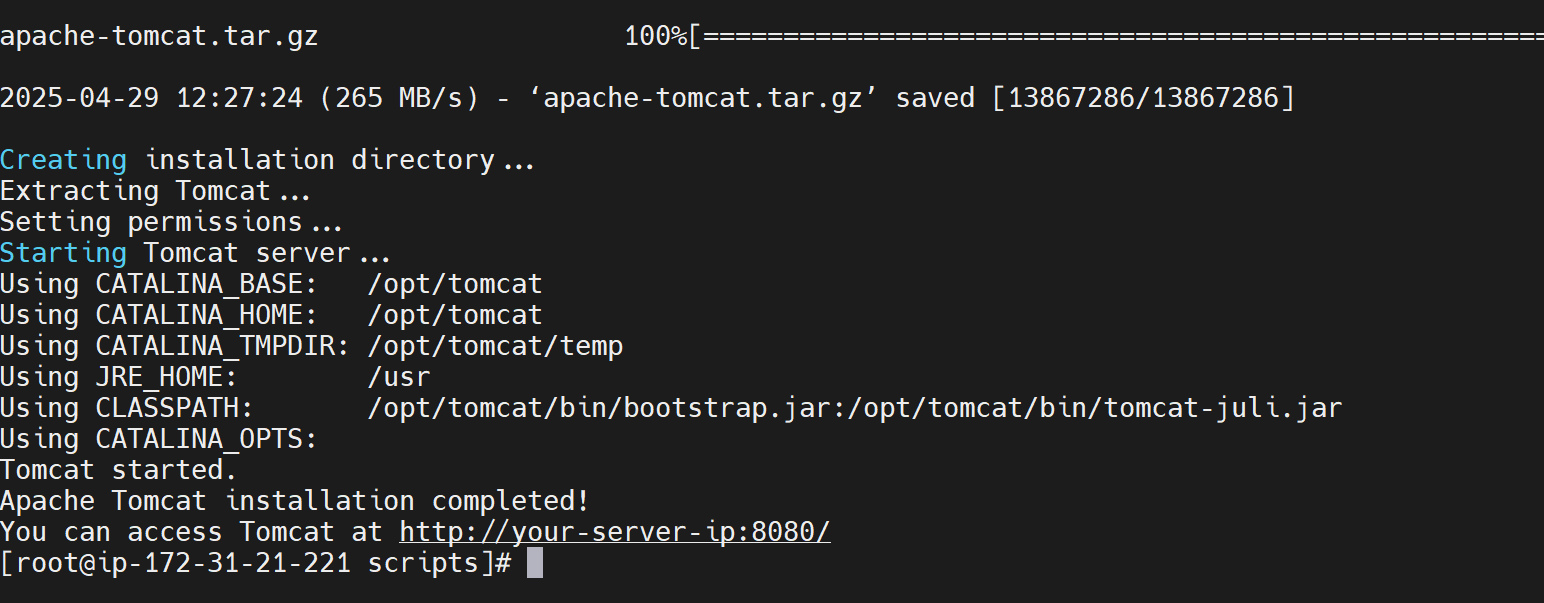 apache-tomcat.tar.gz 100%[=====================================================
2025-04-29 12:27:24 (265 MB/s) - ‘apache-tomcat.tar.gz’ saved [13867286/13867286]
Creating installation directory...
Extracting Tomcat...
Setting permissions...
Starting Tomcat server...
Using CATALINA_BASE:   /opt/tomcat
Using CATALINA_HOME:   /opt/tomcat
Using CATALINA_TMPDIR: /opt/tomcat/temp
Using JRE_HOME:        /usr
Using CLASSPATH:       /opt/tomcat/bin/bootstrap.jar:/opt/tomcat/bin/tomcat-juli.jar
Using CATALINA_OPTS:
Tomcat started.
Apache Tomcat installation completed!
You can access Tomcat at http://your-server-ip:8080/
[root@ip-172-31-21-221 scripts]#